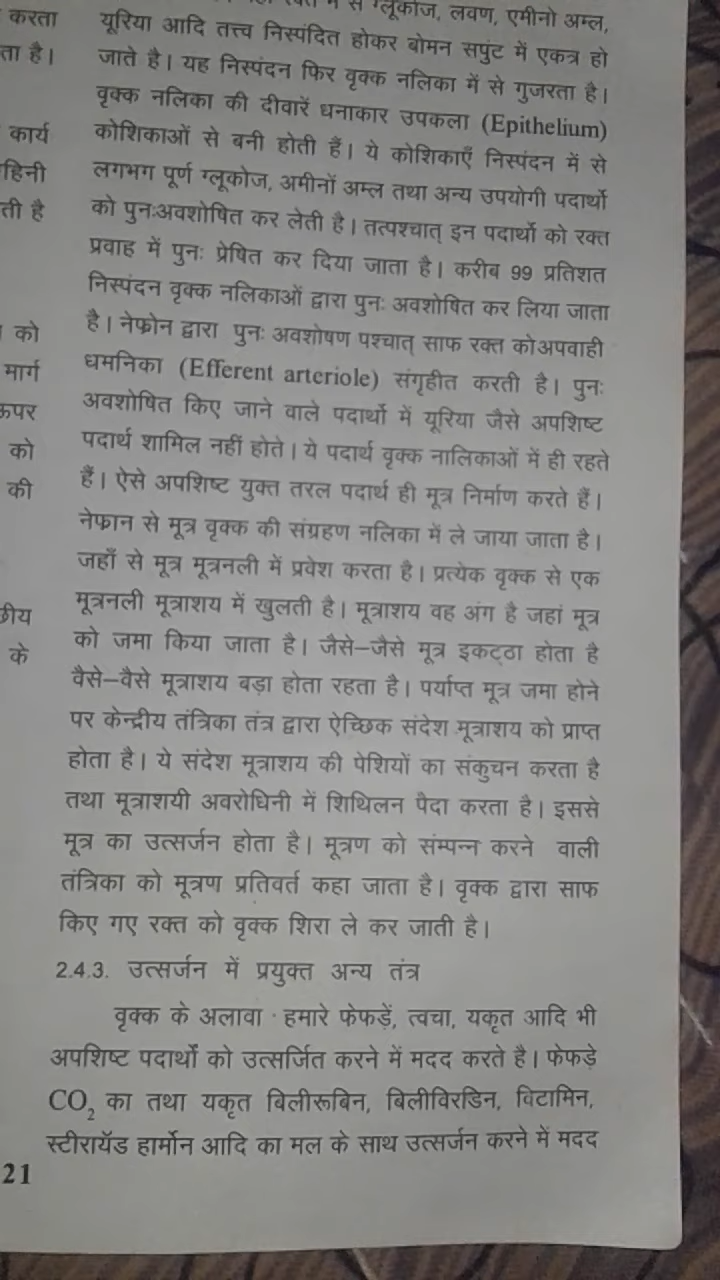 करता
ता है।
कार्य
हिनी
ती है
को
मार्ग
ऊपर
को
की
के
21
से ग्लूकोज, लवण, एमीनो अम्ल,
यूरिया आदि तत्त्व निस्पंदित होकर बोमन सपुंट में एकत्र हो
जाते है। यह निस्पंदन फिर वृक्क नलिका में से गुजरता है।
वृक्क नलिका की दीवारें धनाकार उपकला (Epithelium)
कोशिकाओं से बनी होती हैं। ये कोशिकाएँ निस्पंदन में से
लगभग पूर्ण ग्लूकोज, अमीनों अम्ल तथा अन्य उपयोगी पदार्थो
को पुनःअवशोषित कर लेती है। तत्पश्चात् इन पदार्थो को रक्त
प्रवाह में पुनः प्रेषित कर दिया जाता है। करीब 99 प्रतिशत
निस्पंदन वृक्क नलिकाओं द्वारा पुनः अवशोषित कर लिया जाता
है। नेफ्रोन द्वारा पुनः अवशोषण पश्चात् साफ रक्त कोअपवाही
धमनिका (Efferent arteriole) संगृहीत करती है। पुनः
अवशोषित किए जाने वाले पदार्थो में यूरिया जैसे अपशिष्ट
पदार्थ शामिल नहीं होते। ये पदार्थ वृक्क नालिकाओं में ही रहते
हैं। ऐसे अपशिष्ट युक्त तरल पदार्थ ही मूत्र निर्माण करते हैं।
नेफ्रान से मूत्र वृक्क की संग्रहण नलिका में ले जाया जाता है।
जहाँ से मूत्र मूत्रनली में प्रवेश करता है। प्रत्येक वृक्क से एक
मूत्रनली मूत्राशय में खुलती है। मूत्राशय वह अंग है जहां मूत्र
को जमा किया जाता है। जैसे–जैसे मूत्र इकट्ठा होता है
वैसे–वैसे मूत्राशय बड़ा होता रहता है। पर्याप्त मूत्र जमा होने
पर केन्द्रीय तंत्रिका तंत्र द्वारा ऐच्छिक संदेश मूत्राशय को प्राप्त
होता है। ये संदेश मूत्राशय की पेशियों का संकुचन करता है
तथा मूत्राशयी अवरोधिनी में शिथिलन पैदा करता है। इससे
मूत्र का उत्सर्जन होता है। मूत्रण को संम्पन्न करने वाली
तंत्रिका को मूत्रण प्रतिवर्त कहा जाता है। वृक्क द्वारा साफ
किए गए रक्त को वृक्क शिरा ले कर जाती है।
2.4.3. उत्सर्जन में प्रयुक्त अन्य तंत्र
वृक्क के अलावा हमारे फेफड़ें, त्वचा, यकृत आदि भी
अपशिष्ट पदार्थों को उत्सर्जित करने में मदद करते है। फेफड़े
CO₂ का तथा यकृत बिलीरूबिन, बिलीविरडिन, विटामिन,
स्टीरायॅड हार्मोन आदि का मल के साथ उत्सर्जन करने में मदद